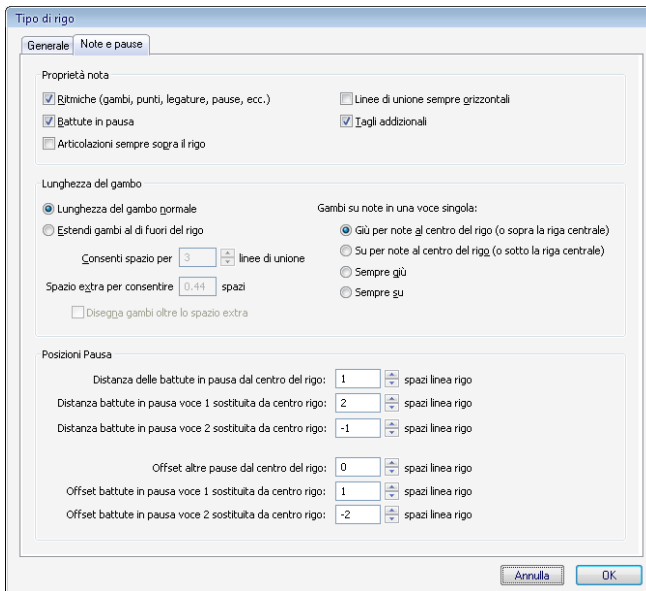 Tipo di rigo
Generale Note e pause
Proprietà nota
Ritmiche (gambi, punti, legature, pause, ecc.) Linee di unione sempre orizzontali
Battute in pausa Tagli addizionali
Articolazioni sempre sopra il rigo
Lunghezza del gambo
Lunghezza del gambo normale Gambi su note in una voce singola:
Estendi gambi al di fuori del rigo Giù per note al centro del rigo (o sopra la riga centrale)
Consenti spazio per 3 linee di unione Su per note al centro del rigo (o sotto la riga centrale)
Sempre giù
Spazio extra per consentire 0.44 spazi Sempre su
Disegna gambi oltre lo spazio extra
Posizioni Pausa
Distanza delle battute in pausa dal centro del rigo: 1 spazi linea rigo
Distanza battute in pausa voce 1 sostituita da centro rigo: 2 spazi linea rigo
Distanza battute in pausa voce 2 sostituita da centro rigo: -1 spazi linea rigo
Offset altre pause dal centro del rigo: 0 spazi linea rigo
Offset battute in pausa voce 1 sostituita da centro rigo: 1 spazi linea rigo
Offset battute in pausa voce 2 sostituita da centro rigo: -2 spazi linea rigo
Annulla OK